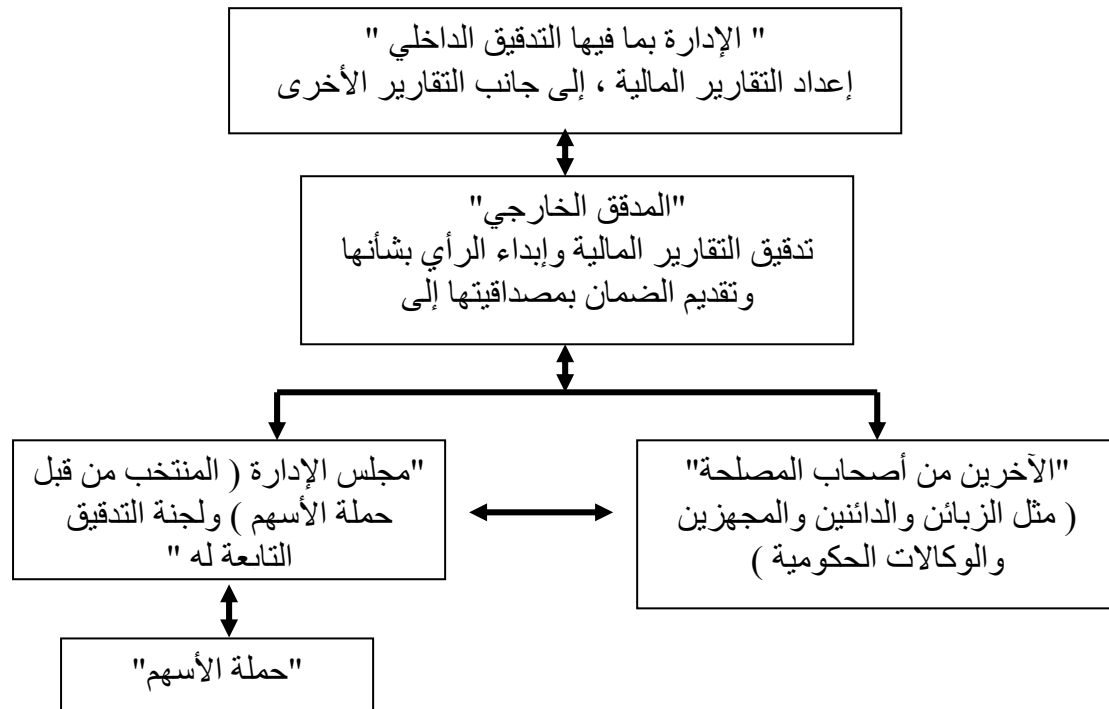 " الإدارة بما فيها التدقيق الداخلي "
إعداد التقارير المالية ، إلى جانب التقارير الأخرى
"المدقق الخارجي"
تدقيق التقارير المالية وإبداء الرأي بشأنها
وتقديم الضمان بمصداقيتها إلى
"الآخرين من أصحاب المصلحة"
( مثل الزبائن والدائنين والمجهزين
والوكالات الحكومية )
"مجلس الإدارة ( المنتخب من قبل
حملة الأسهم ) ولجنة التدقيق
التابعة له "
"حملة الأسهم"